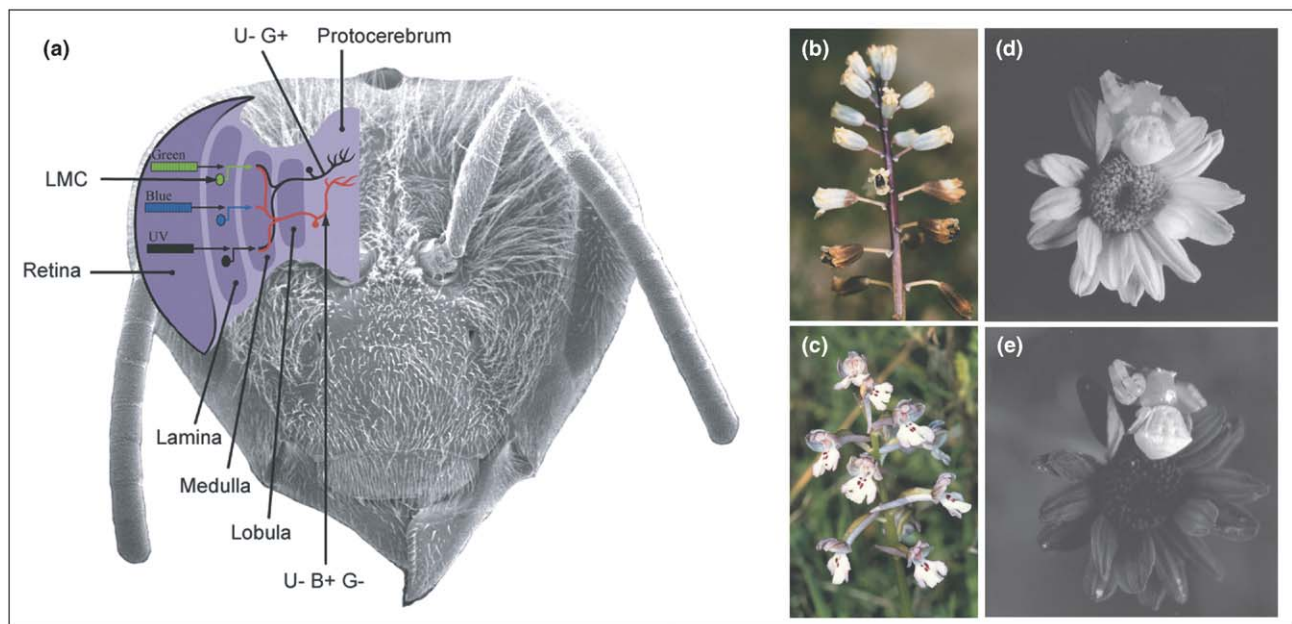 (a)
U- G+
Protocerebrum
Green
LMC
Blue
UV
Retina
Lamina
Medulla
Lobula
U- B+ G-
(b)
(c)
(d)
(e)